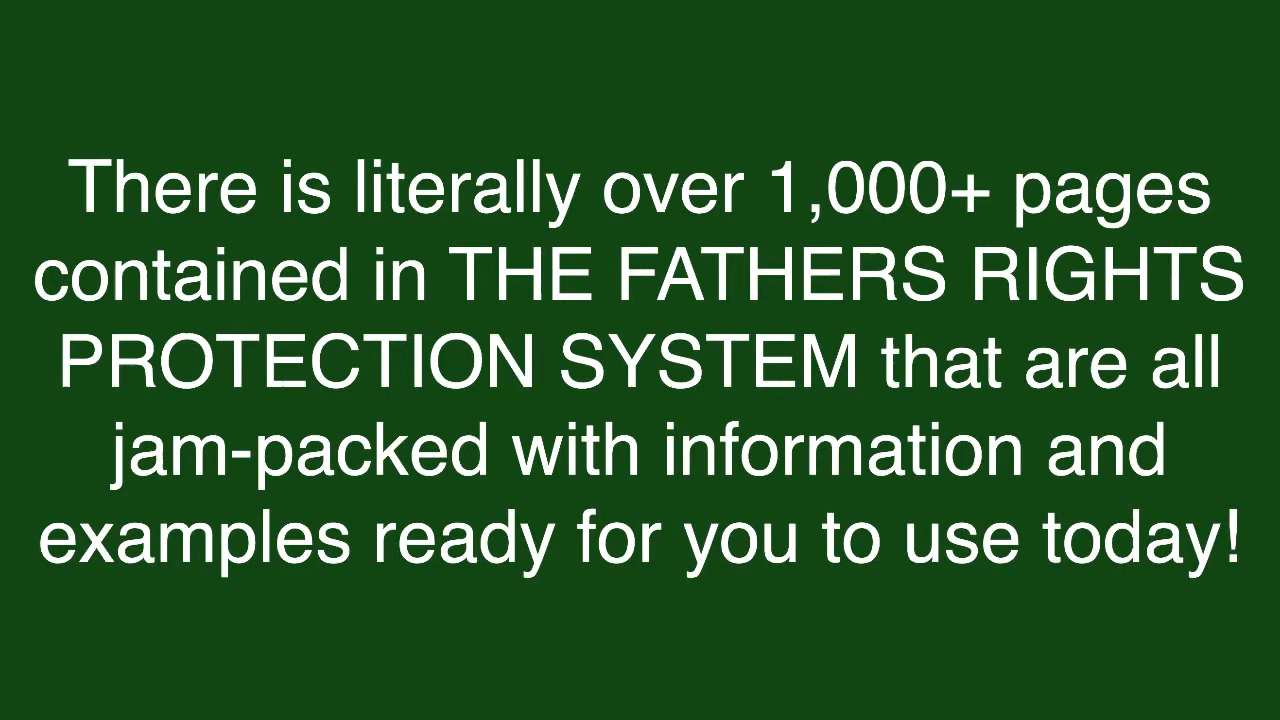 There is literally over 1,000+ pages
contained in THE FATHERS RIGHTS
PROTECTION SYSTEM that are all
jam-packed with information and
examples ready for you to use today!